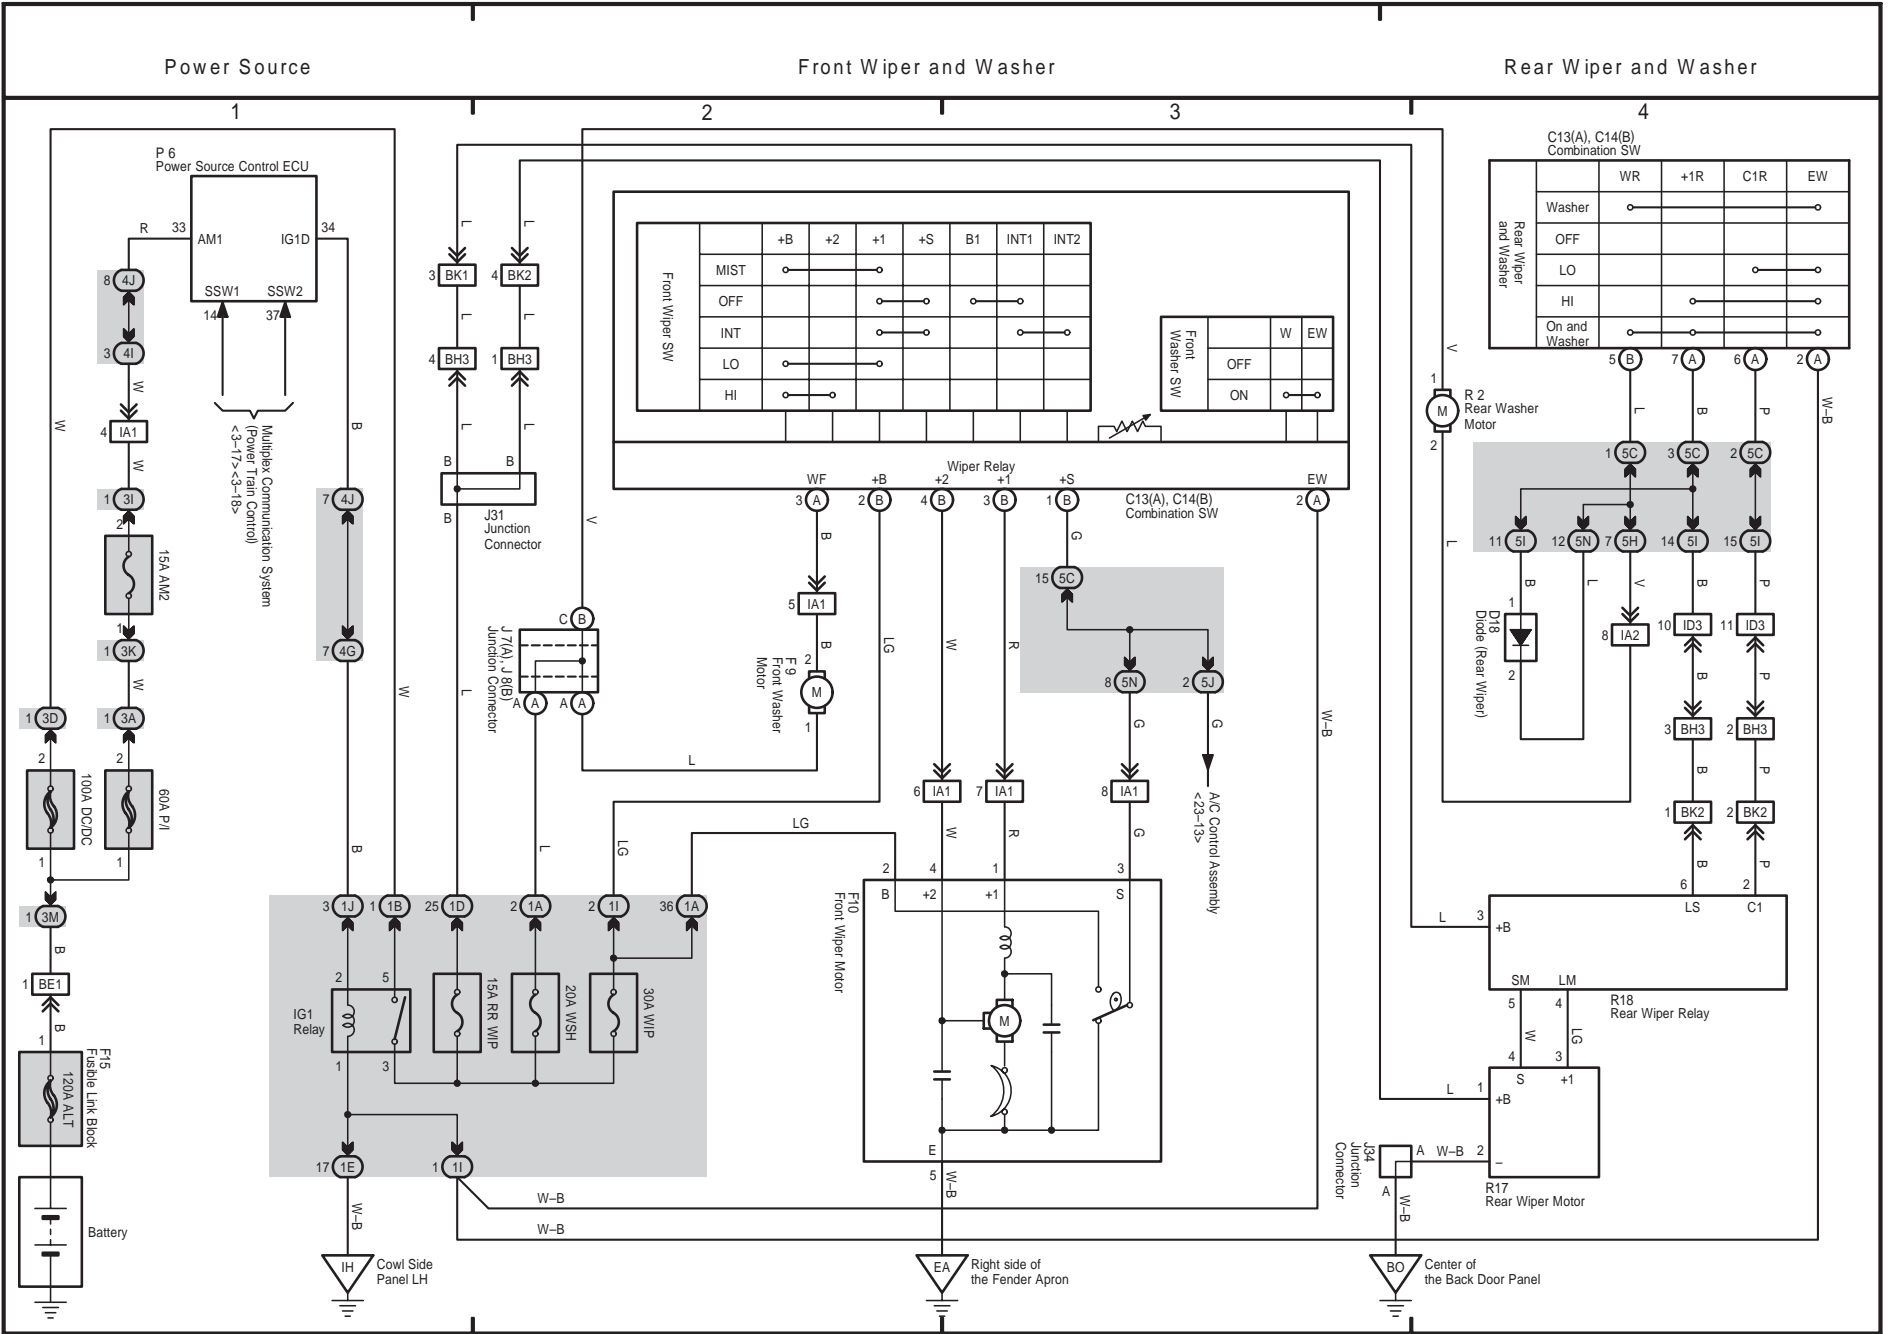 Power Source
Front Wiper and Washer
Rear Wiper and Washer
1
2
3
4
P 6
Power Source Control ECU
R
33
AM1
IG1D
34
SSW1
SSW2
14
37
8 4J
3 4I
W
4 IA1
W
1 3I
2
15A AM2
1
1 3K
W
1 3A
2
60A P/I
1
W
1 3D
2
100A DC/DC
1
1 3M
B
1 BE1
B
1
120A ALT
F15
Fusible Link Block
Battery
Multiplex Communication System
(Power Train Control)
<3–17><3–18>
B
7 4J
7 4G
B
W
3 1J
1 1B
25 1D
2 1A
2 1I
36 1A
2
5
IG1
Relay
1
3
15A RR WIP
20A WSH
30A WIP
17 1E
1 1I
W–B
W–B
W–B
IH
Cowl Side
Panel LH
L
L
3 BK1
4 BK2
L
L
4 BH3
1 BH3
L
L
B
B
B
J31
Junction
Connector
L
V
C B
J 7(A), J 8(B)
Junction Connector
A A
A A
L
L
LG
LG
LG
Front Wiper SW
+B
+2
+1
+S
B1
INT1
INT2
MIST
OFF
INT
LO
HI
Front
Washer SW
W
EW
OFF
ON
Wiper Relay
WF
+B
+2
+1
+S
EW
3 A
2 B
4 B
3 B
1 B
2 A
C13(A), C14(B)
Combination SW
B
5 IA1
B
2
M
1
F 9
Front Washer
Motor
W
R
G
15 5C
8 5N
2 5J
G
G
A/C Control Assembly
<23–13>
W–B
6 IA1
7 IA1
8 IA1
W
R
G
2
4
1
3
B
+2
+1
S
M
E
5
F10
Front Wiper Motor
W–B
EA
Right side of
the Fender Apron
C13(A), C14(B)
Combination SW
Rear Wiper
and Washer
WR
+1R
C1R
EW
Washer
OFF
LO
HI
On and
Washer
5 B
7 A
6 A
2 A
V
1
M
2
R 2
Rear Washer
Motor
L
L
B
P
W–B
1 5C
3 5C
2 5C
11 5I
12 5N
7 5H
14 5I
15 5I
B
L
V
B
P
1
2
D18
Diode (Rear Wiper)
8 IA2
10 ID3
11 ID3
B
P
3 BH3
2 BH3
B
P
1 BK2
2 BK2
B
P
6
2
LS
C1
L
3
+B
SM
LM
5
4
R18
Rear Wiper Relay
W
LG
4
3
S
+1
L
1
+B
W–B
2
–
R17
Rear Wiper Motor
J34
Junction
Connector
A
A
W–B
BO
Center of
the Back Door Panel